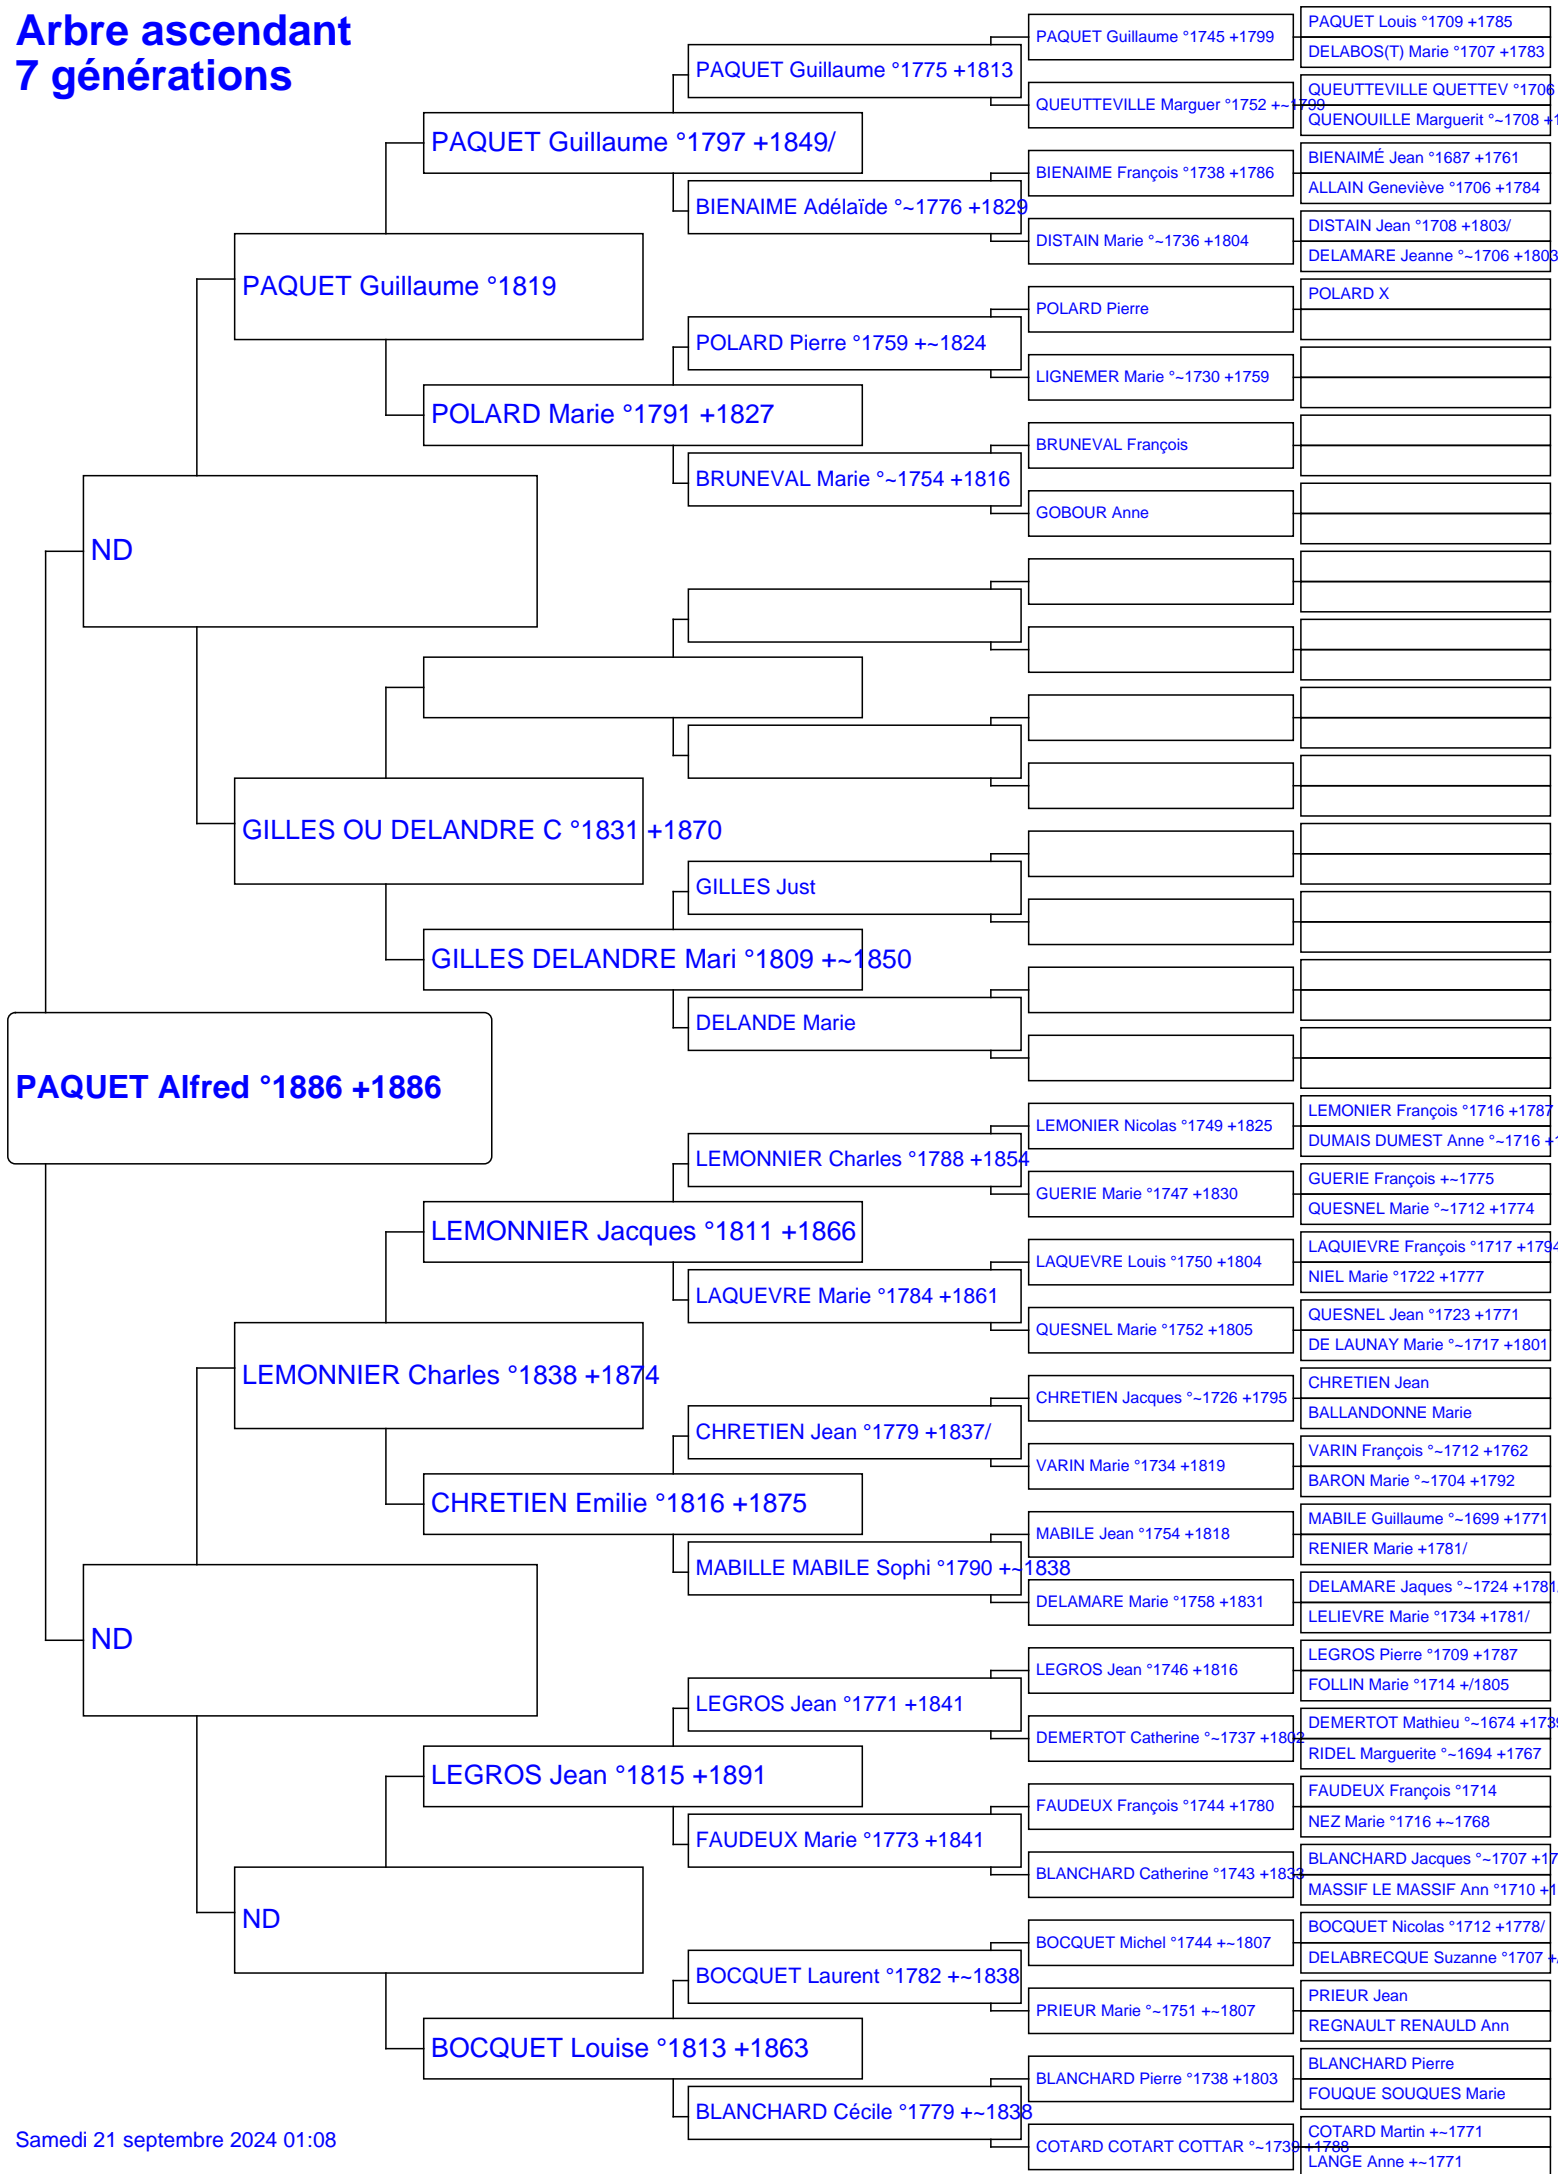 Arbre ascendant
7 générations
PAQUET Alfred °1886 +1886
ND
ND
PAQUET Guillaume °1819
GILLES OU DELANDRE C °1831 +1870
LEMONNIER Charles °1838 +1874
ND
PAQUET Guillaume °1797 +1849/
POLARD Marie °1791 +1827
GILLES DELANDRE Mari °1809 +~1850
LEMONNIER Jacques °1811 +1866
CHRETIEN Emilie °1816 +1875
LEGROS Jean °1815 +1891
BOCQUET Louise °1813 +1863
PAQUET Guillaume °1775 +1813
BIENAIME Adélaïde °~1776 +1829
POLARD Pierre °1759 +~1824
BRUNEVAL Marie °~1754 +1816
GILLES Just
DELANDE Marie
LEMONNIER Charles °1788 +1854
LAQUEVRE Marie °1784 +1861
CHRETIEN Jean °1779 +1837/
MABILLE MABILE Sophi °1790 +~1838
LEGROS Jean °1771 +1841
FAUDEUX Marie °1773 +1841
BOCQUET Laurent °1782 +~1838
BLANCHARD Cécile °1779 +~1838
PAQUET Guillaume °1745 +1799
QUEUTTEVILLE Marguer °1752 +~1799
BIENAIME François °1738 +1786
DISTAIN Marie °~1736 +1804
POLARD Pierre
LIGNEMER Marie °~1730 +1759
BRUNEVAL François
GOBOUR Anne
LEMONIER Nicolas °1749 +1825
GUERIE Marie °1747 +1830
LAQUEVRE Louis °1750 +1804
QUESNEL Marie °1752 +1805
CHRETIEN Jacques °~1726 +1795
VARIN Marie °1734 +1819
MABILE Jean °1754 +1818
DELAMARE Marie °1758 +1831
LEGROS Jean °1746 +1816
DEMERTOT Catherine °~1737 +1802
FAUDEUX François °1744 +1780
BLANCHARD Catherine °1743 +1833
BOCQUET Michel °1744 +~1807
PRIEUR Marie °~1751 +~1807
BLANCHARD Pierre °1738 +1803
COTARD COTART COTTAR °~1739 +1788
PAQUET Louis °1709 +1785
DELABOS(T) Marie °1707 +1783
QUEUTTEVILLE QUETTEV °1706
QUENOUILLE Marguerit °~1708 +1
BIENAIMÉ Jean °1687 +1761
ALLAIN Geneviève °1706 +1784
DISTAIN Jean °1708 +1803/
DELAMARE Jeanne °~1706 +1803
POLARD X
LEMONIER François °1716 +1787
DUMAIS DUMEST Anne °~1716 +1
GUERIE François +~1775
QUESNEL Marie °~1712 +1774
LAQUIEVRE François °1717 +1794
NIEL Marie °1722 +1777
QUESNEL Jean °1723 +1771
DE LAUNAY Marie °~1717 +1801
CHRETIEN Jean
BALLANDONNE Marie
VARIN François °~1712 +1762
BARON Marie °~1704 +1792
MABILE Guillaume °~1699 +1771
RENIER Marie +1781/
DELAMARE Jaques °~1724 +1781/
LELIEVRE Marie °1734 +1781/
LEGROS Pierre °1709 +1787
FOLLIN Marie °1714 +/1805
DEMERTOT Mathieu °~1674 +1739
RIDEL Marguerite °~1694 +1767
FAUDEUX François °1714
NEZ Marie °1716 +~1768
BLANCHARD Jacques °~1707 +17
MASSIF LE MASSIF Ann °1710 +1
BOCQUET Nicolas °1712 +1778/
DELABRECQUE Suzanne °1707 +/
PRIEUR Jean
REGNAULT RENAULD Ann
BLANCHARD Pierre
FOUQUE SOUQUES Marie
COTARD Martin +~1771
LANGE Anne +~1771
Samedi 21 septembre 2024 01:08